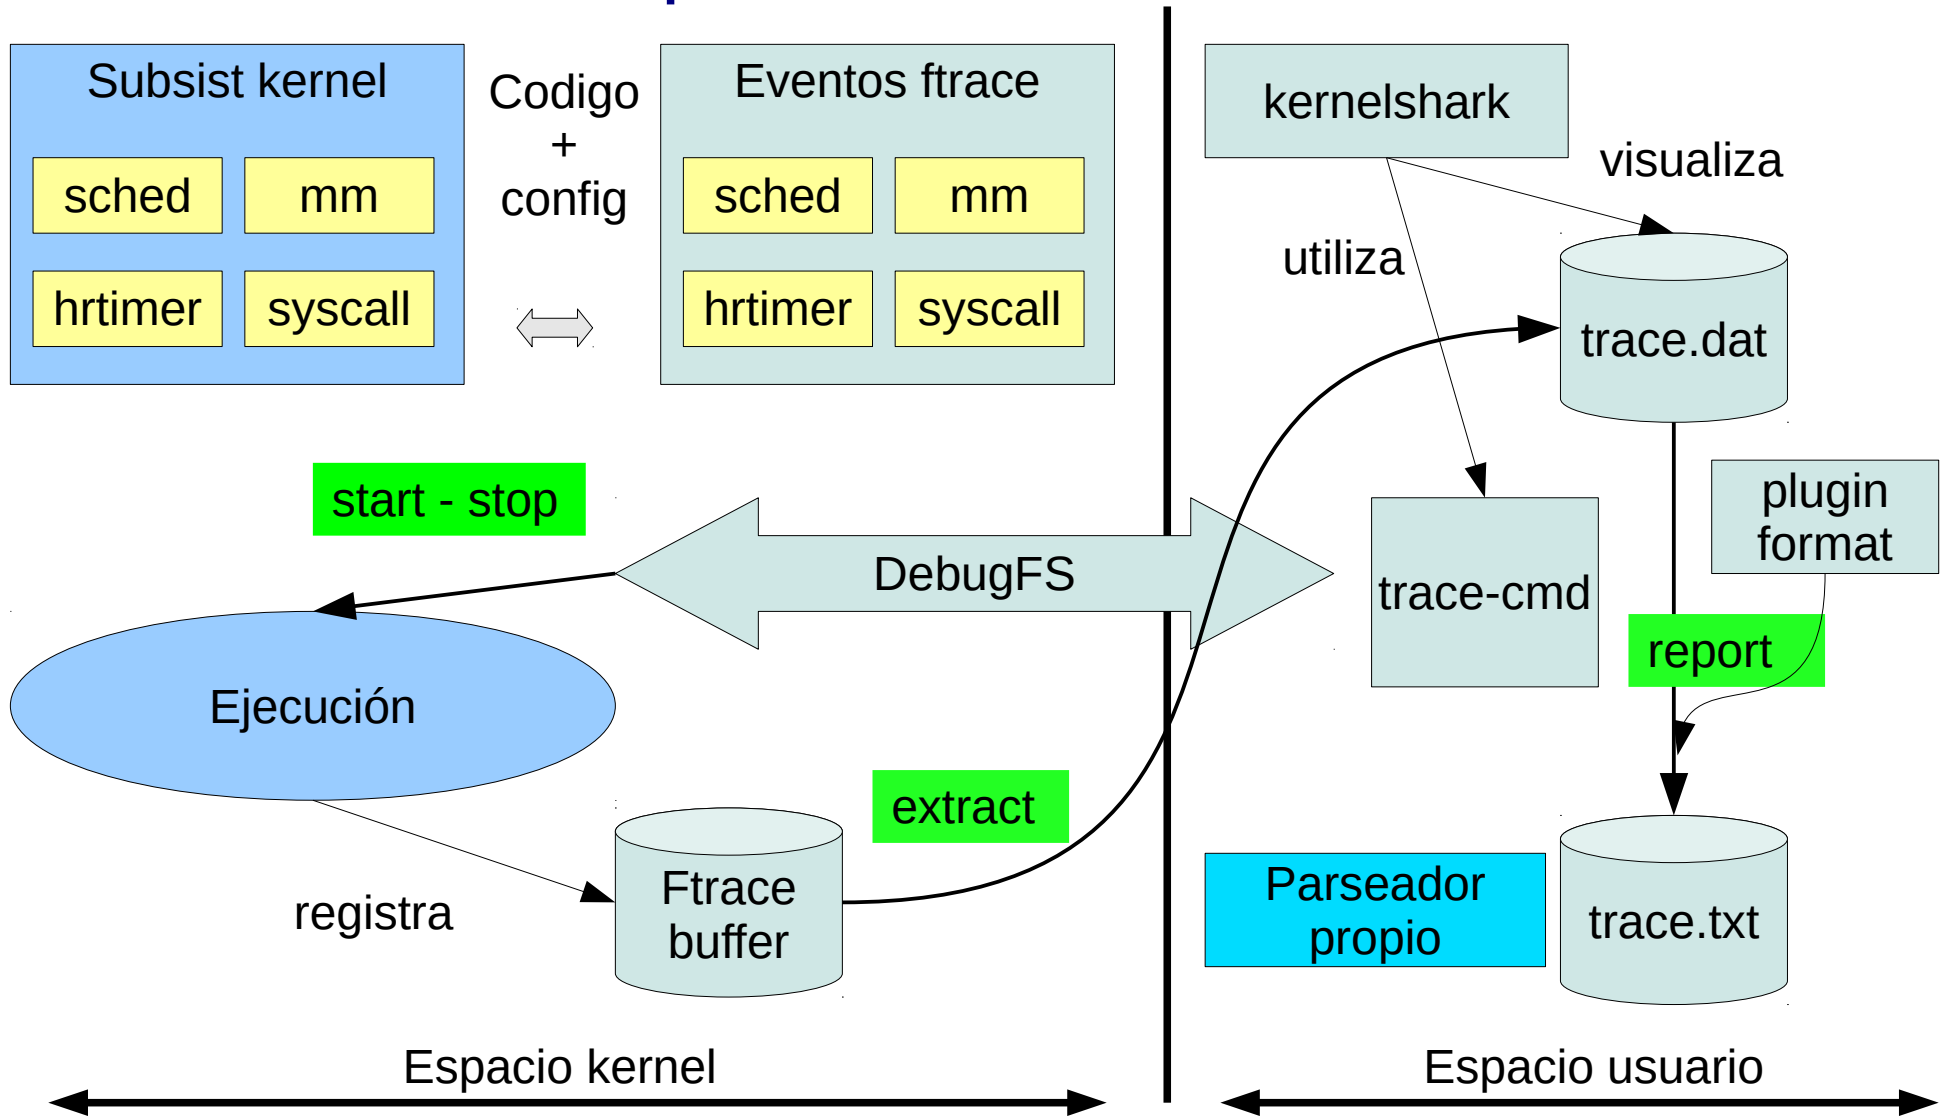 Subsist kernel
sched
mm
hrtimer
syscall
Codigo
+
config
Eventos ftrace
sched
mm
hrtimer
syscall
kernelshark
visualiza
utiliza
trace.dat
start - stop
DebugFS
trace-cmd
plugin
format
report
Ejecución
extract
registra
Ftrace
buffer
Parseador
propio
trace.txt
Espacio kernel
Espacio usuario